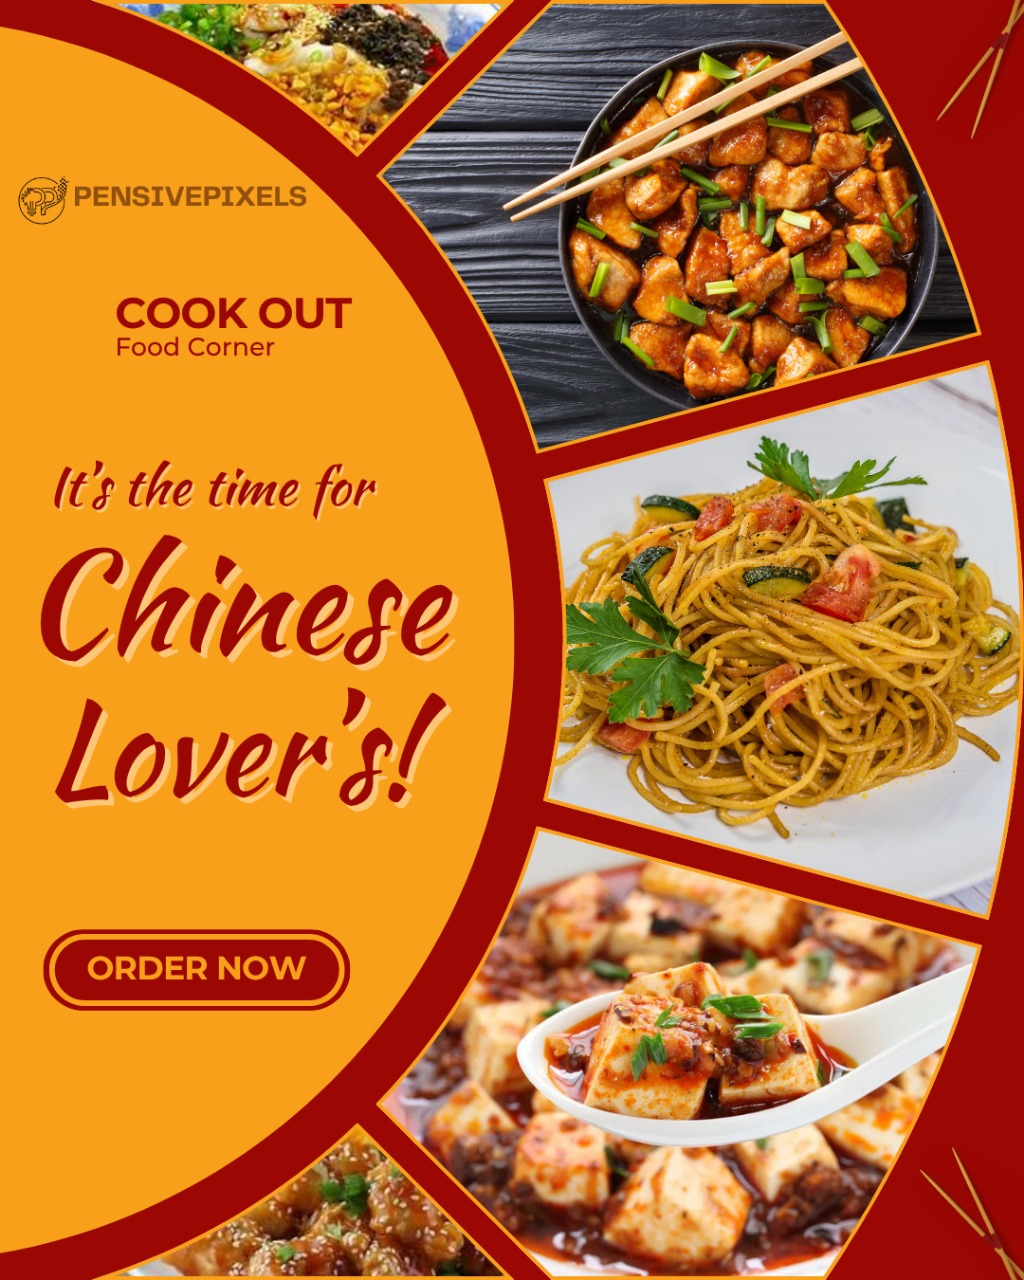 PENSIVEPIXELS
COOK OUT
Food Corner
It's the time for
Chinese
Lover's!
ORDER NOW